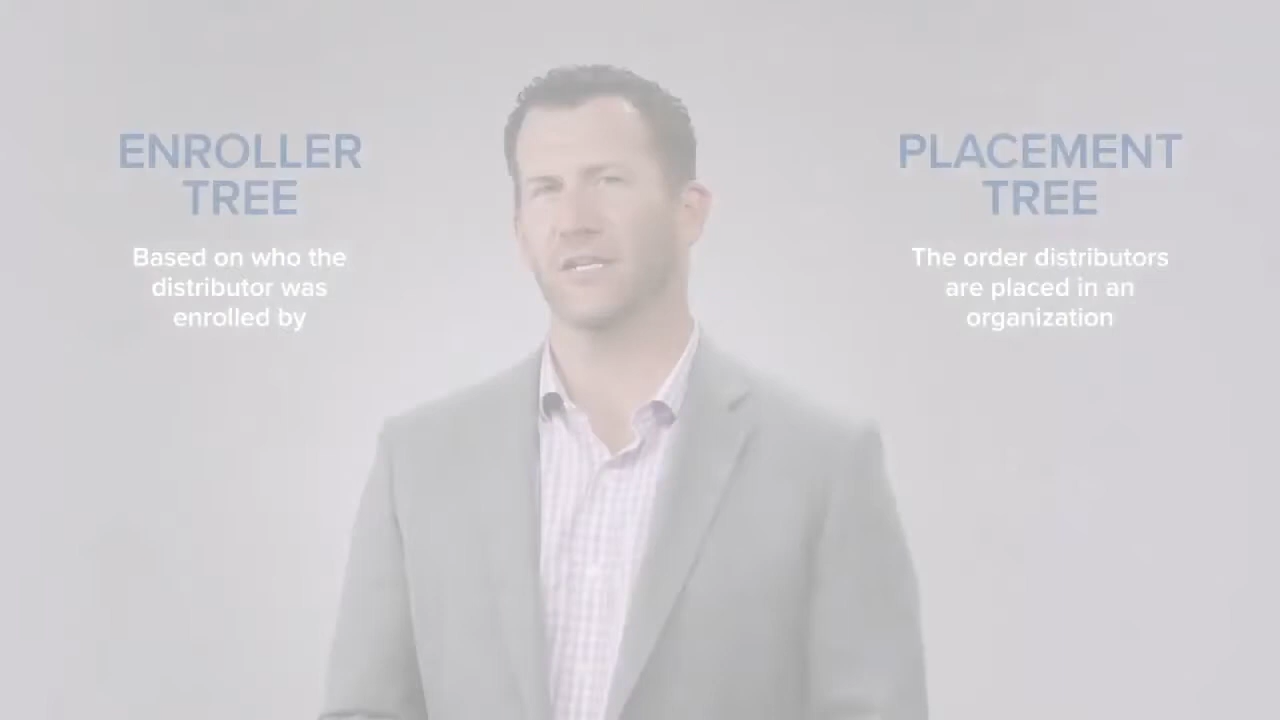 ENROLLER
TREE
Based on who the
distributor was
enrolled by
PLACEMENT
TREE
The order distributors
are placed in an
organization